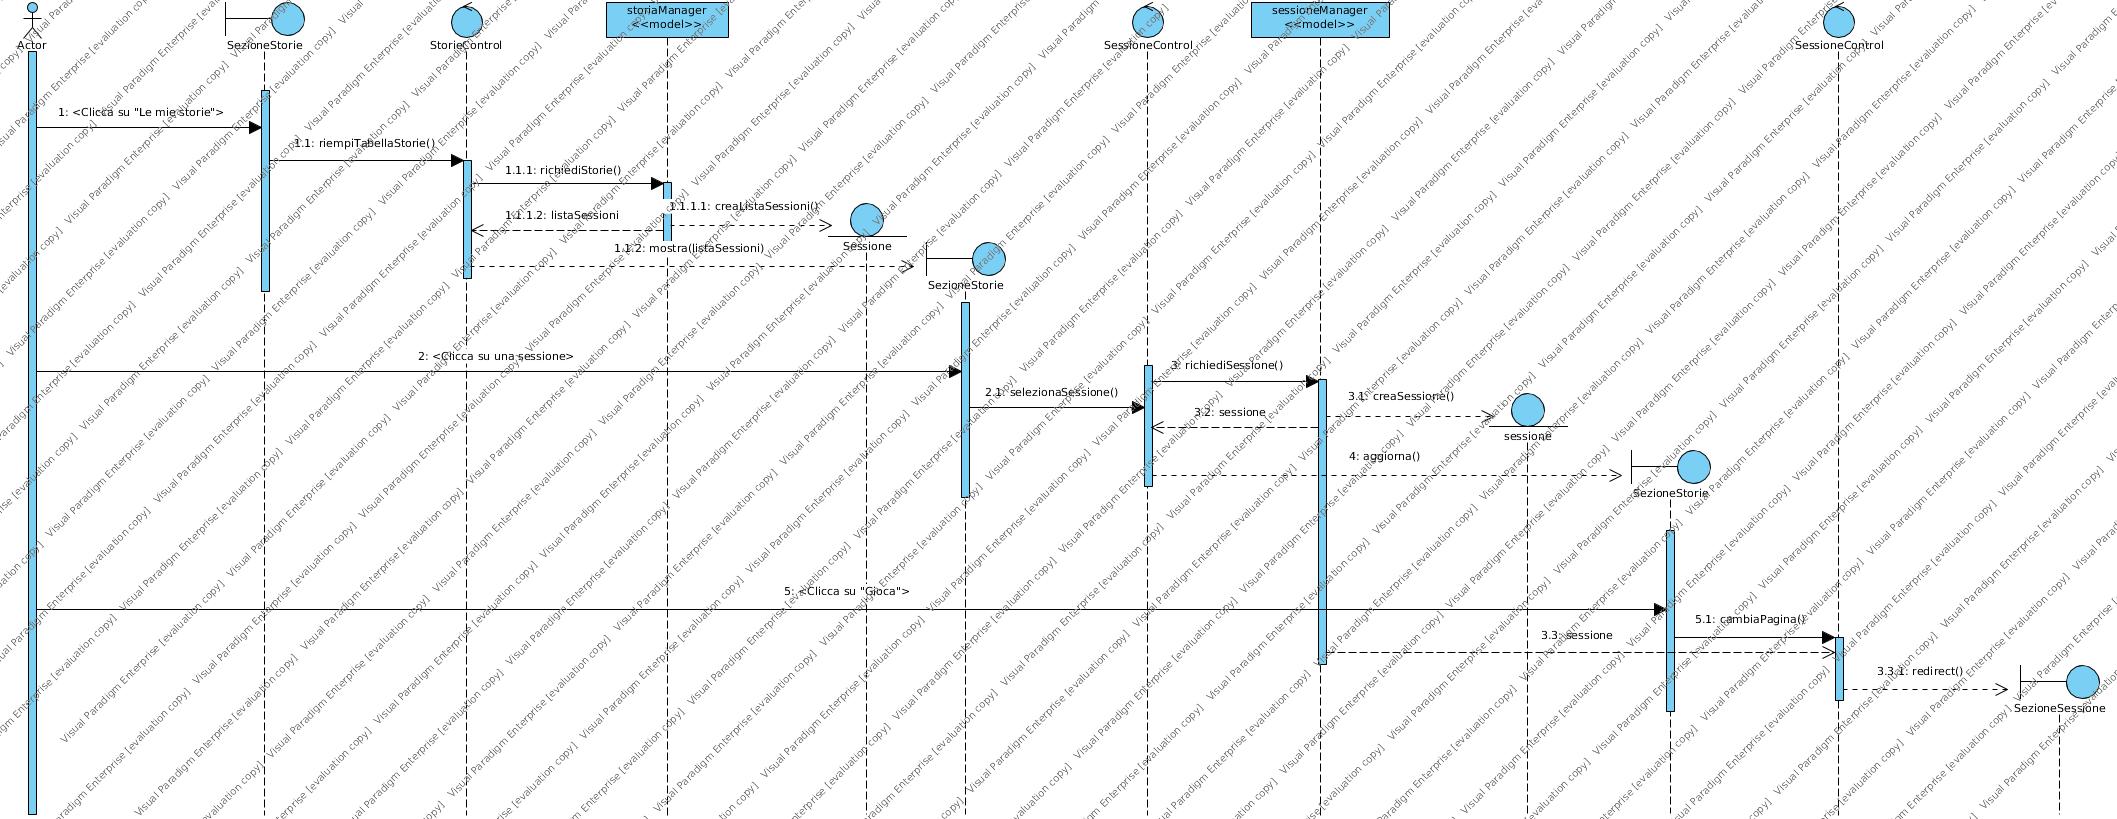 Actor
SezioneStorie
StorieControl
storiaManager
<<model>>
SessioneControl
sessioneManager
<<model>>
SessioneControl
1: <Clicca su "Le mie storie">
1.1: riempiTabellaStorie()
1.1.1: richiediStorie()
1.1.1.1: creaListaSessioni()
1.1.1.2: listaSessioni
Sessione
1.1.2: mostra(listaSessioni)
SezioneStorie
2: <Clicca su una sessione>
3: richiediSessione()
2.1: selezionaSessione()
3.1: creaSessione()
3.2: sessione
sessione
4: aggiorna()
SezioneStorie
5: <Clicca su "Gioca">
5.1: cambiaPagina()
3.3: sessione
3.3.1: redirect()
SezioneSessione
Visual Paradigm Enterprise [evaluation copy]